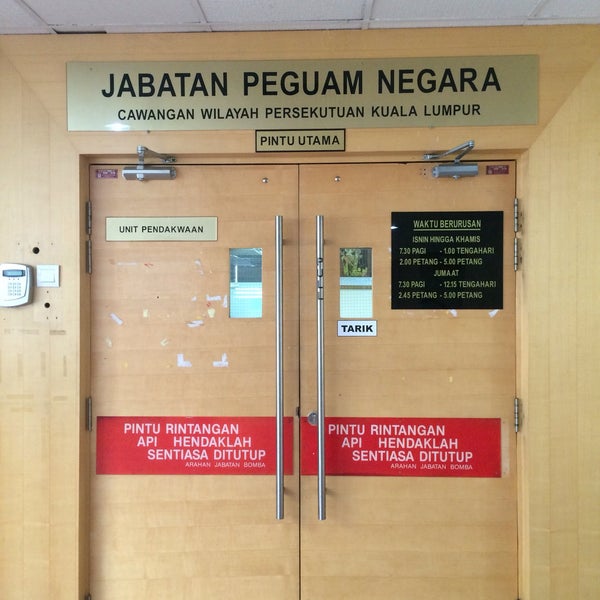 JABATAN PEGUAM NEGARA
CAWANGAN WILAYAH PERSEKUTUAN KUALA LUMPUR
PINTU UTAMA
UNIT PENDAKWAAN
WAKTU BERURUSAN
ISNIN HINGGA KHAMIS
7.30 PAGI - 1.00 TENGAHARI
2.00 PETANG - 5.00 PETANG
JUMAAT
7.30 PAGI - 12.15 TENGAHARI
2.45 PETANG - 5.00 PETANG
TARIK
PINTU RINTANGAN
API HENDAKLAH
SENTIASA DITUTUP
ARAHAN JABATAN BOMBA
PINTU RINTANGAN
API HENDAKLAH
SENTIASA DITUTUP
ARAHAN JABATAN BOMBA